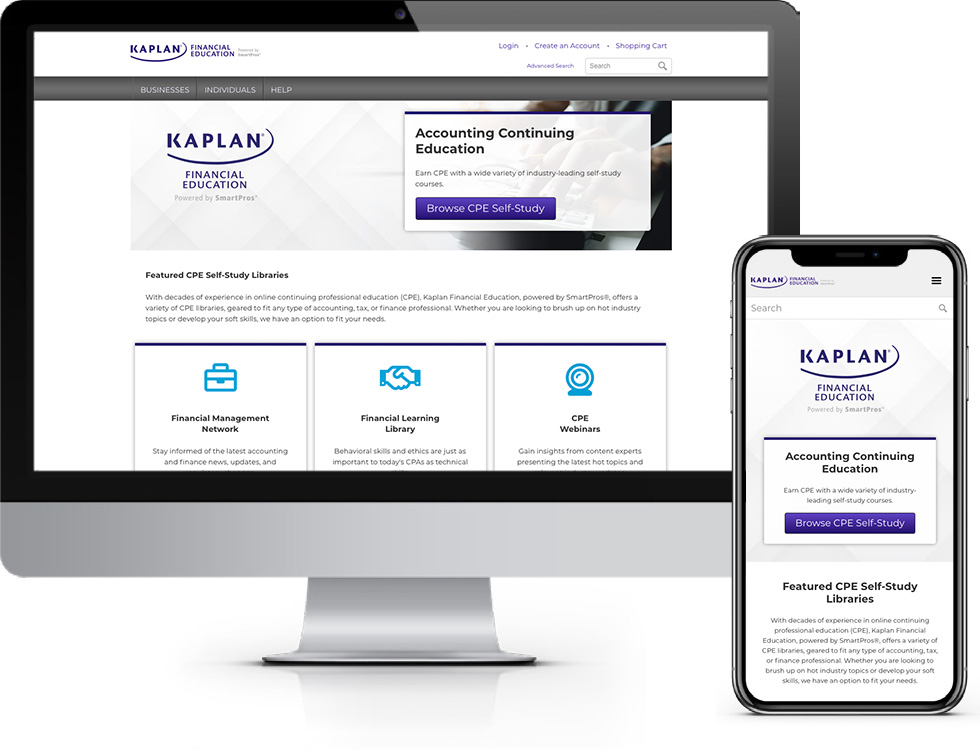 KAPLAN® FINANCIAL EDUCATION Powered by SmartPros®
Login • Create an Account • Shopping Cart
Advanced Search Search
BUSINESSES INDIVIDUALS HELP
KAPLAN®
FINANCIAL
EDUCATION
Powered by SmartPros®
Accounting Continuing
Education
Earn CPE with a wide variety of industry-leading self-study
courses.
Browse CPE Self-Study
Featured CPE Self-Study Libraries
With decades of experience in online continuing professional education (CPE), Kaplan Financial Education, powered by SmartPros®, offers a
variety of CPE libraries, geared to fit any type of accounting, tax, or finance professional. Whether you are looking to brush up on hot industry
topics or develop your soft skills, we have an option to fit your needs.
Financial Management
Network
Stay informed of the latest accounting
and finance news, updates, and
Financial Learning
Library
Behavioral skills and ethics are just as
important to today's CPAs as technical
CPE
Webinars
Gain insights from content experts
presenting the latest hot topics and
KAPLAN® FINANCIAL EDUCATION
Search
KAPLAN®
FINANCIAL
EDUCATION
Powered by SmartPros®
Accounting Continuing
Education
Earn CPE with a wide variety of industry-
leading self-study courses.
Browse CPE Self-Study
Featured CPE Self-Study
Libraries
With decades of experience in online continuing
professional education (CPE), Kaplan Financial
Education, powered by SmartPros®, offers a variety of
CPE libraries, geared to fit any type of accounting, tax,
or finance professional. Whether you are looking to
brush up on hot industry topics or develop your soft
skills, we have an option to fit your needs.